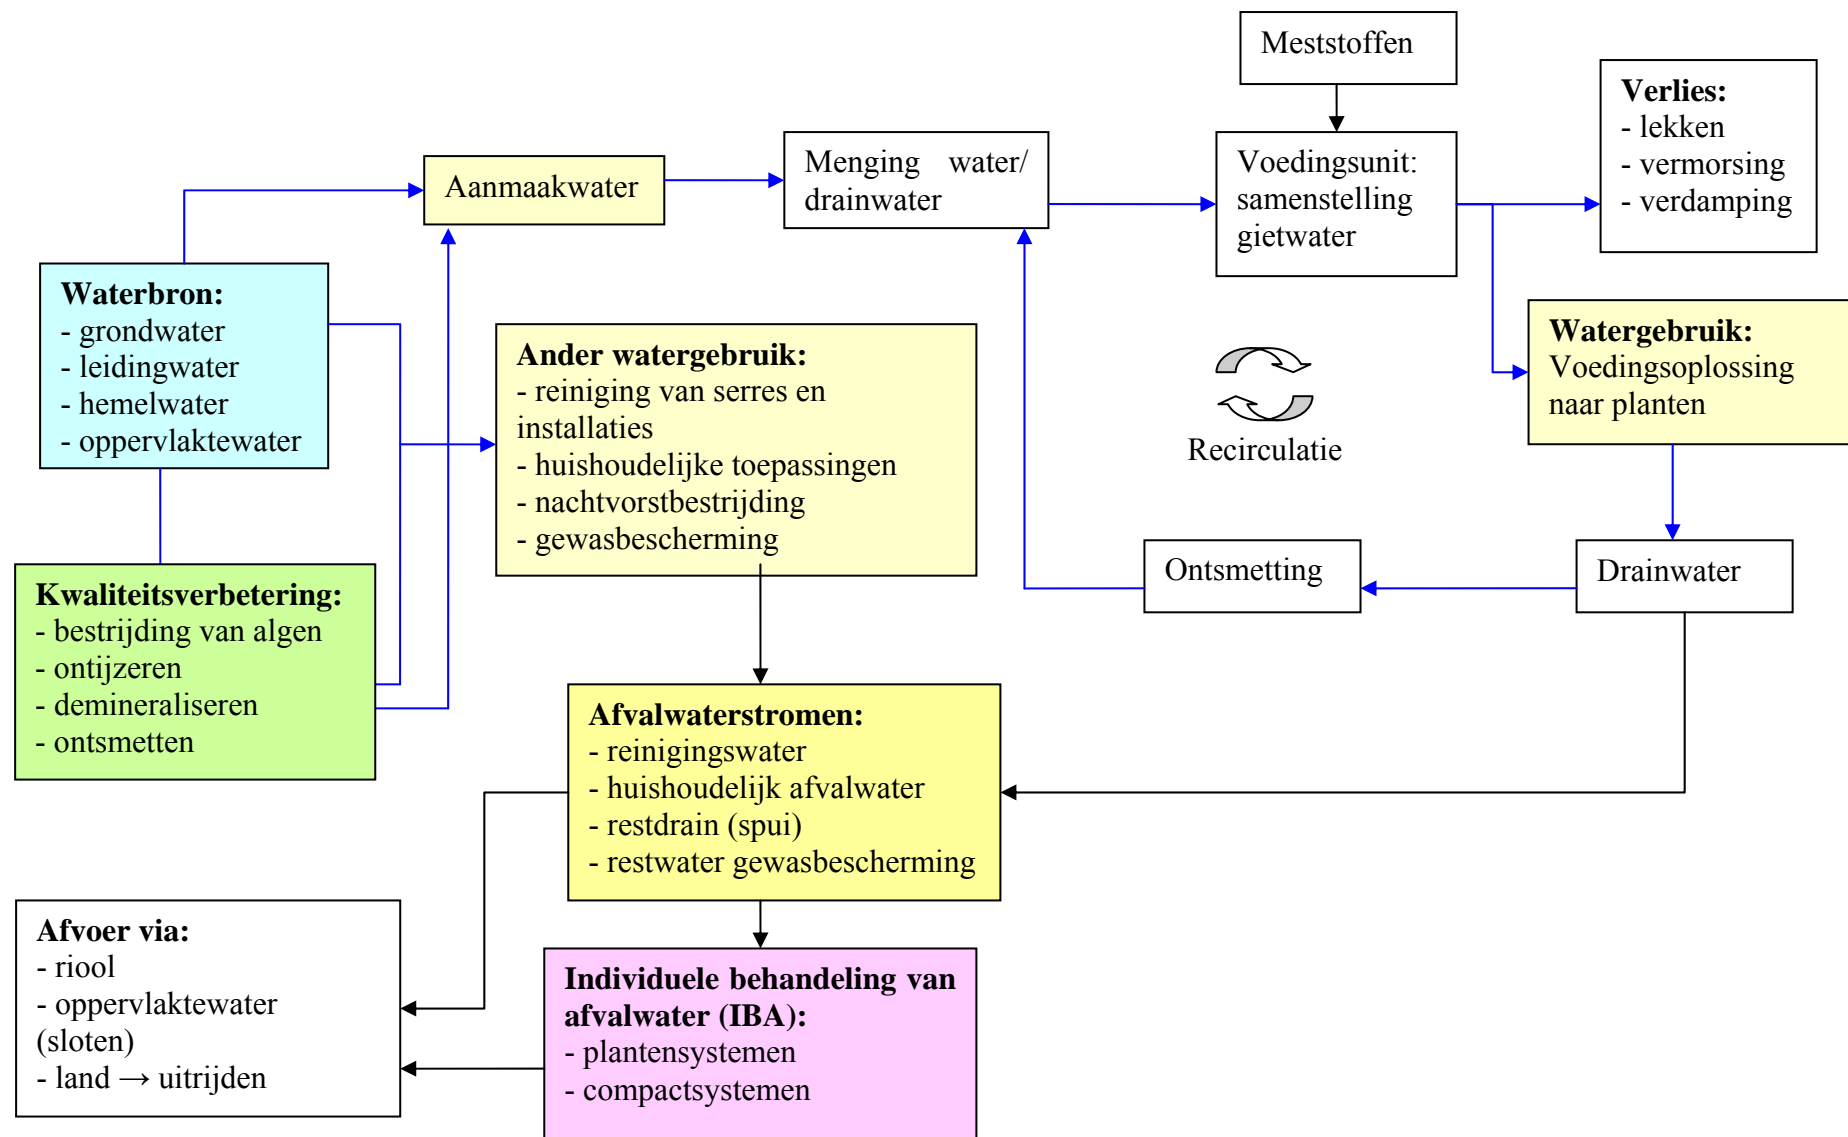 Meststoffen
Verlies:
- lekken
- vermorsing
- verdamping
Aanmaakwater
Menging water/
drainwater
Voedingsunit:
samenstelling
gietwater
Waterbron:
- grondwater
- leidingwater
- hemelwater
- oppervlaktewater
Ander watergebruik:
- reiniging van serres en
installaties
- huishoudelijke toepassingen
- nachtvorstbestrijding
- gewasbescherming
Recirculatie
Watergebruik:
Voedingsoplossing
naar planten
Ontsmetting
Drainwater
Kwaliteitsverbetering:
- bestrijding van algen
- ontijzeren
- demineraliseren
- ontsmetten
Afvalwaterstromen:
- reinigingswater
- huishoudelijk afvalwater
- restdrain (spui)
- restwater gewasbescherming
Afvoer via:
- riool
- oppervlaktewater
(sloten)
- land → uitrijden
Individuele behandeling van
afvalwater (IBA):
- plantensystemen
- compactsystemen